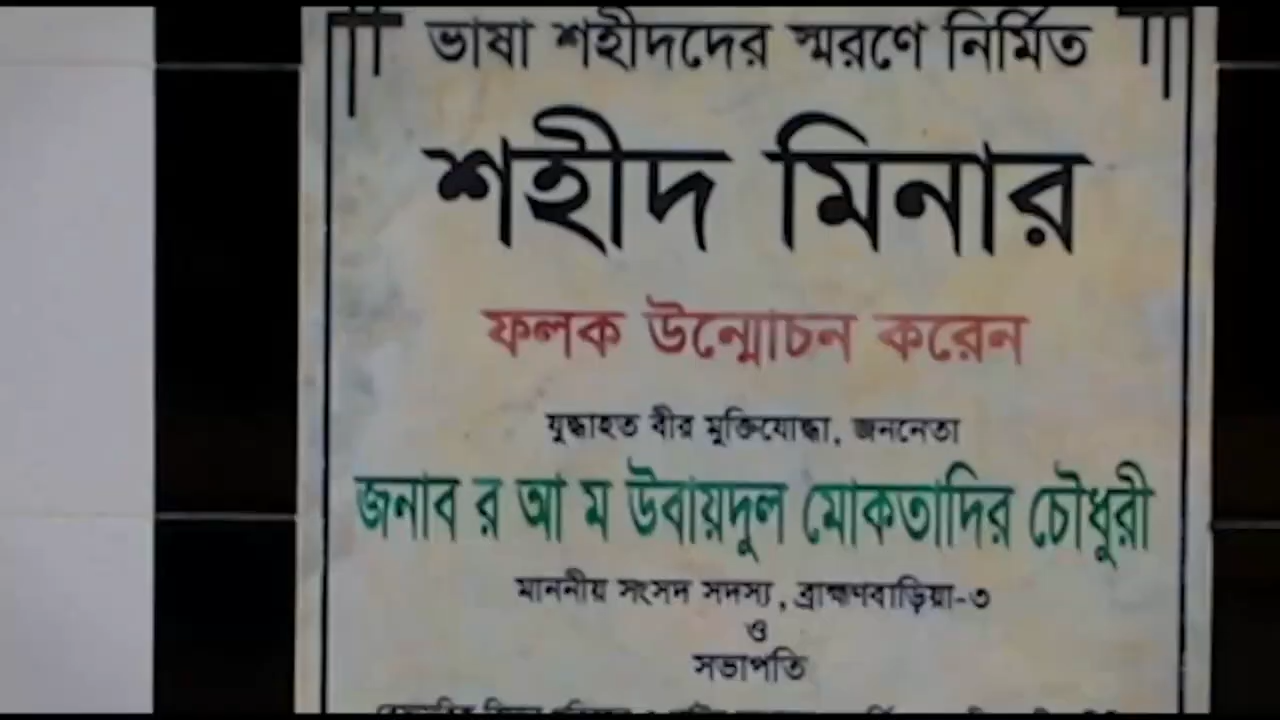 ভাষা শহীদদের স্মরণে নির্মিত
শহীদ মিনার
ফলক উন্মোচন করেন
যুদ্ধাহত বীর মুক্তিযোদ্ধা, জননেতা
জনাব র আ ম উবায়দুল মোকতাদির চৌধুরী
মাননীয় সংসদ সদস্য, ব্রাহ্মণবাড়িয়া-৩
ও
সভাপতি